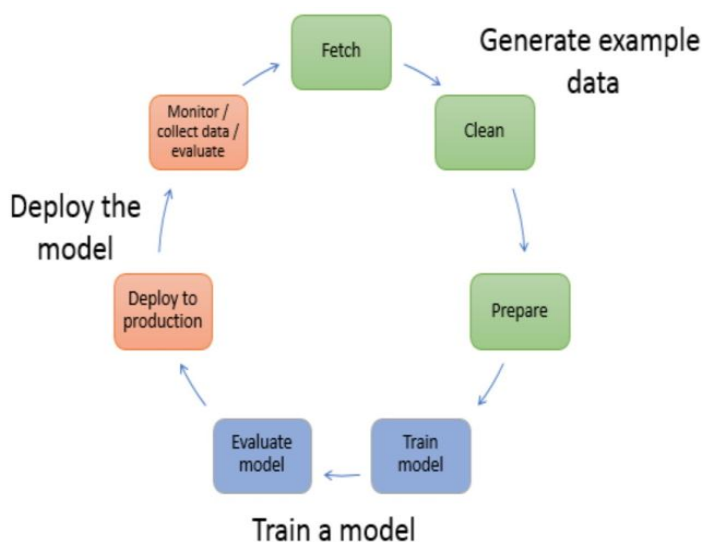 Fetch
Generate example
data
Clean
Prepare
Train
model
Evaluate
model
Train a model
Deploy to
production
Deploy the
model
Monitor /
collect data /
evaluate